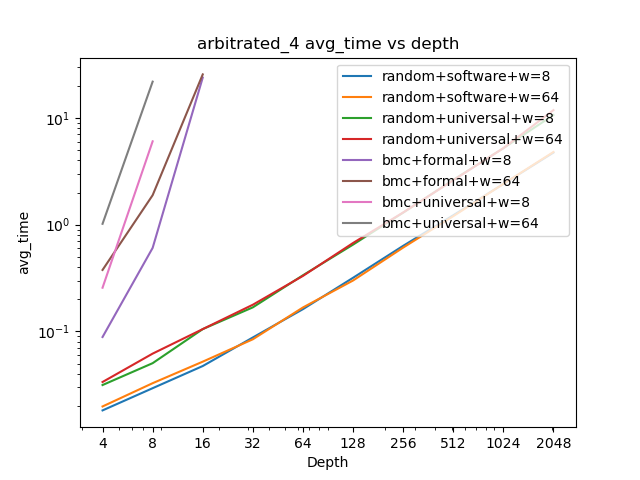 arbitrated_4 avg_time vs depth
random+software+w=8
random+software+w=64
random+universal+w=8
random+universal+w=64
bmc+formal+w=8
bmc+formal+w=64
bmc+universal+w=8
bmc+universal+w=64
avg_time
10¹
10⁰
10⁻¹
4 8 16 32 64 128 256 512 1024 2048
Depth